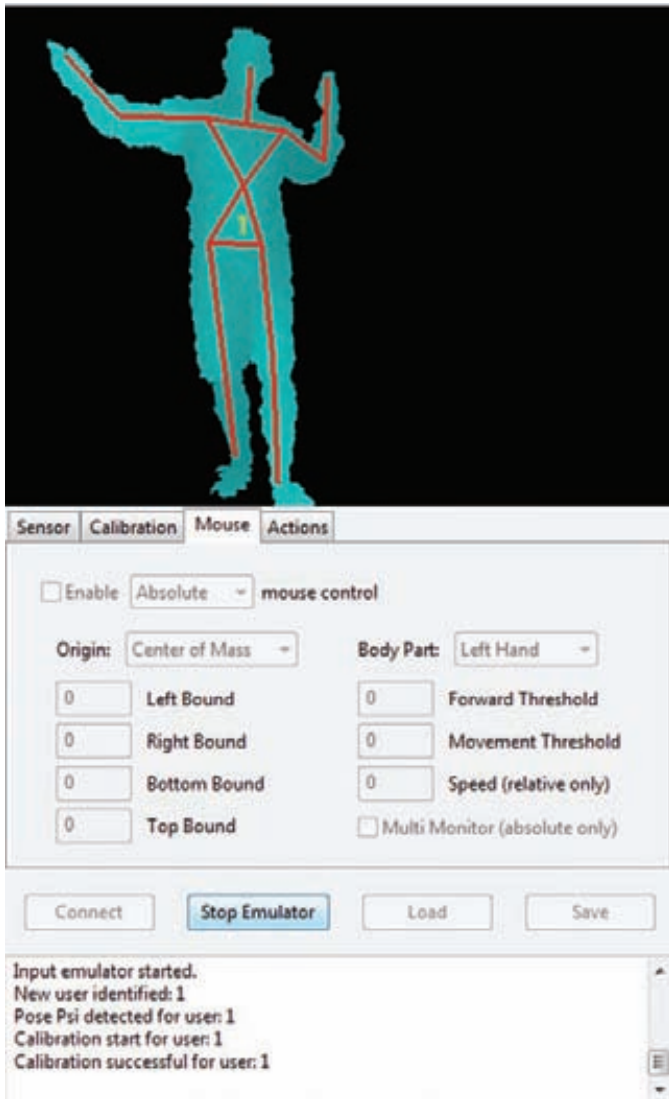 1
Sensor Calibration Mouse Actions
Enable Absolute mouse control
Origin: Center of Mass Body Part: Left Hand
0 Left Bound 0 Forward Threshold
0 Right Bound 0 Movement Threshold
0 Bottom Bound 0 Speed (relative only)
0 Top Bound Multi Monitor (absolute only)
Connect Stop Emulator Load Save
Input emulator started.
New user identified: 1
Pose Psi detected for user: 1
Calibration start for user: 1
Calibration successful for user: 1